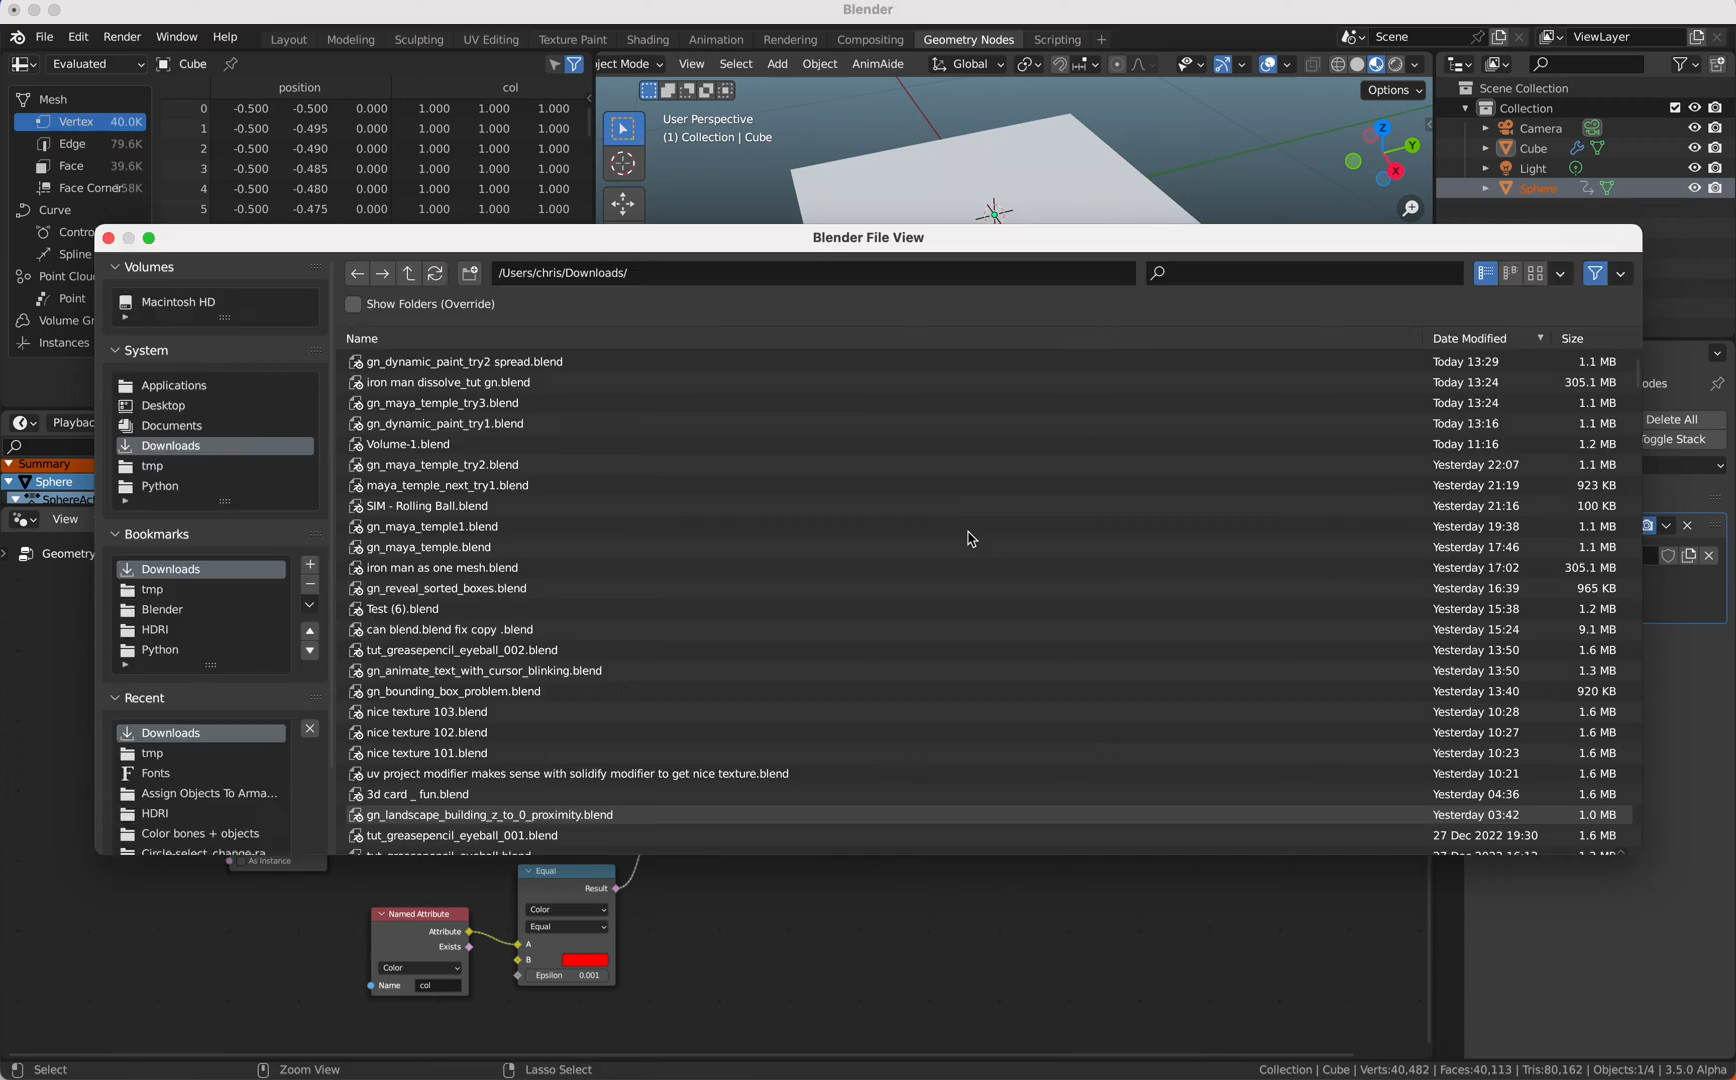 Blender
File Edit Render Window Help Layout Modeling Sculpting UV Editing Texture Paint Shading Animation Rendering Compositing Geometry Nodes Scripting + Scene ViewLayer
Evaluated Cube ject Mode View Select Add Object AnimAide Global
position col Options
Mesh
Vertex 40.0K
Edge 79.6K
Face 39.6K
Face Corner 58K
Curve
Contro
Spline
Point Cloud
Point
Volume Gr
Instances
0 -0.500 -0.500 0.000 1.000 1.000 1.000
1 -0.500 -0.495 0.000 1.000 1.000 1.000
2 -0.500 -0.490 0.000 1.000 1.000 1.000
3 -0.500 -0.485 0.000 1.000 1.000 1.000
4 -0.500 -0.480 0.000 1.000 1.000 1.000
5 -0.500 -0.475 0.000 1.000 1.000 1.000
User Perspective
(1) Collection | Cube
Z
Y
X
Scene Collection
Collection
Camera
Cube
Light
Sphere
Blender File View
Volumes
Macintosh HD
System
Applications
Desktop
Documents
Downloads
tmp
Python
Bookmarks
Downloads
tmp
Blender
HDRI
Python
Recent
Downloads
tmp
Fonts
Assign Objects To Arma...
HDRI
Color bones + objects
Circle-select, change-ra
/Users/chris/Downloads/
Show Folders (Override)
Name Date Modified Size
gn_dynamic_paint_try2 spread.blend Today 13:29 1.1 MB
iron man dissolve_tut gn.blend Today 13:24 305.1 MB
gn_maya_temple_try3.blend Today 13:24 1.1 MB
gn_dynamic_paint_try1.blend Today 13:16 1.1 MB
Volume-1.blend Today 11:16 1.2 MB
gn_maya_temple_try2.blend Yesterday 22:07 1.1 MB
maya_temple_next_try1.blend Yesterday 21:19 923 KB
SIM - Rolling Ball.blend Yesterday 21:16 100 KB
gn_maya_temple1.blend Yesterday 19:38 1.1 MB
gn_maya_temple.blend Yesterday 17:46 1.1 MB
iron man as one mesh.blend Yesterday 17:02 305.1 MB
gn_reveal_sorted_boxes.blend Yesterday 16:39 965 KB
Test (6).blend Yesterday 15:38 1.2 MB
can blend.blend fix copy .blend Yesterday 15:24 9.1 MB
tut_greasepencil_eyeball_002.blend Yesterday 13:50 1.6 MB
gn_animate_text_with_cursor_blinking.blend Yesterday 13:50 1.3 MB
gn_bounding_box_problem.blend Yesterday 13:40 920 KB
nice texture 103.blend Yesterday 10:28 1.6 MB
nice texture 102.blend Yesterday 10:27 1.6 MB
nice texture 101.blend Yesterday 10:23 1.6 MB
uv project modifier makes sense with solidify modifier to get nice texture.blend Yesterday 10:21 1.6 MB
3d card _ fun.blend Yesterday 04:36 1.6 MB
gn_landscape_building_z_to_0_proximity.blend Yesterday 03:42 1.0 MB
tut_greasepencil_eyeball_001.blend 27 Dec 2022 19:30 1.6 MB
Playbac
Summary
Sphere
SphereAct
View
Geometry
odes
Delete All
oggle Stack
As Instance
Named Attribute
Attribute
Exists
Color
Name col
Equal
Result
Color
Equal
A
B
Epsilon 0.001
Select Zoom View Lasso Select Collection | Cube | Verts:40,482 | Faces:40,113 | Tris:80,162 | Objects:1/4 | 3.5.0 Alpha